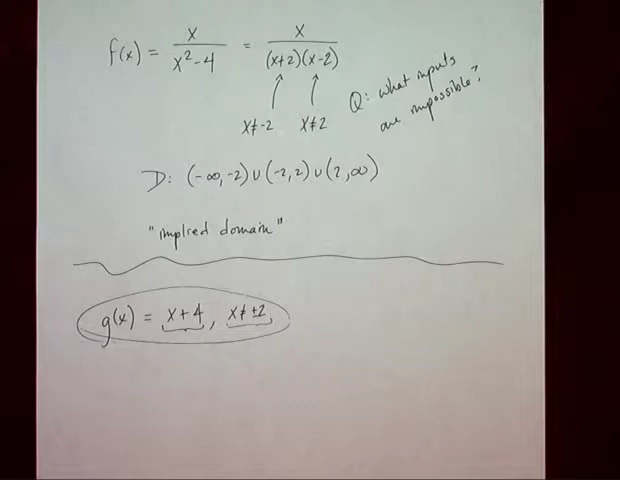 f(x) = x / x²-4 = x / (x+2)(x-2)
x≠-2 x≠2
Q: what inputs
are impossible?
D: (-∞,-2)∪(-2,2)∪(2,∞)
"implied domain"
g(x) = x+4, x≠±2